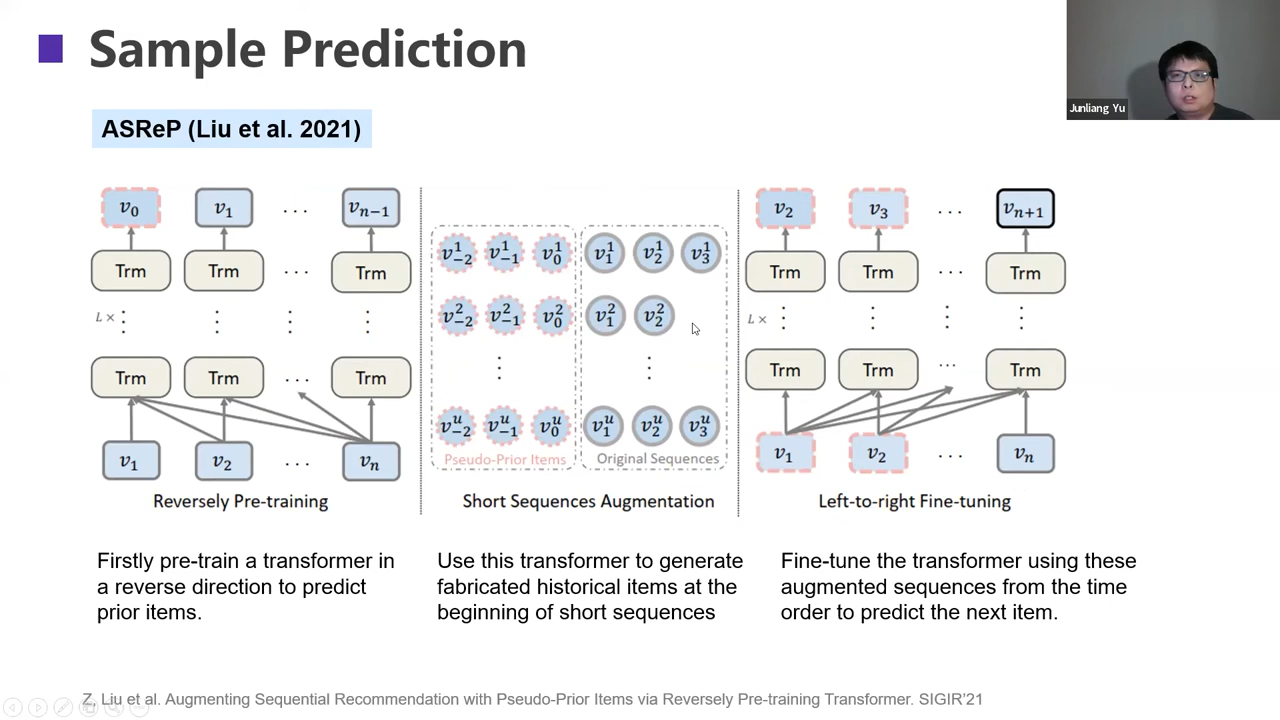 Sample Prediction
Junliang Yu
ASReP (Liu et al. 2021)
v0 v1 ... vn−1
Trm Trm ... Trm
L ×
Trm Trm ... Trm
v1 v2 ... vn
Reversely Pre-training
v¹₋₂ v¹₋₁ v¹₀ v¹₁ v¹₂ v¹₃
v²₋₂ v²₋₁ v²₀ v²₁ v²₂
vᵘ₋₂ vᵘ₋₁ vᵘ₀ vᵘ₁ vᵘ₂ vᵘ₃
Pseudo-Prior Items Original Sequences
Short Sequences Augmentation
v2 v3 ... vn+1
Trm Trm ... Trm
L ×
Trm Trm ... Trm
v1 v2 ... vn
Left-to-right Fine-tuning
Firstly pre-train a transformer in
a reverse direction to predict
prior items.
Use this transformer to generate
fabricated historical items at the
beginning of short sequences
Fine-tune the transformer using these
augmented sequences from the time
order to predict the next item.
Z, Liu et al. Augmenting Sequential Recommendation with Pseudo-Prior Items via Reversely Pre-training Transformer. SIGIR'21